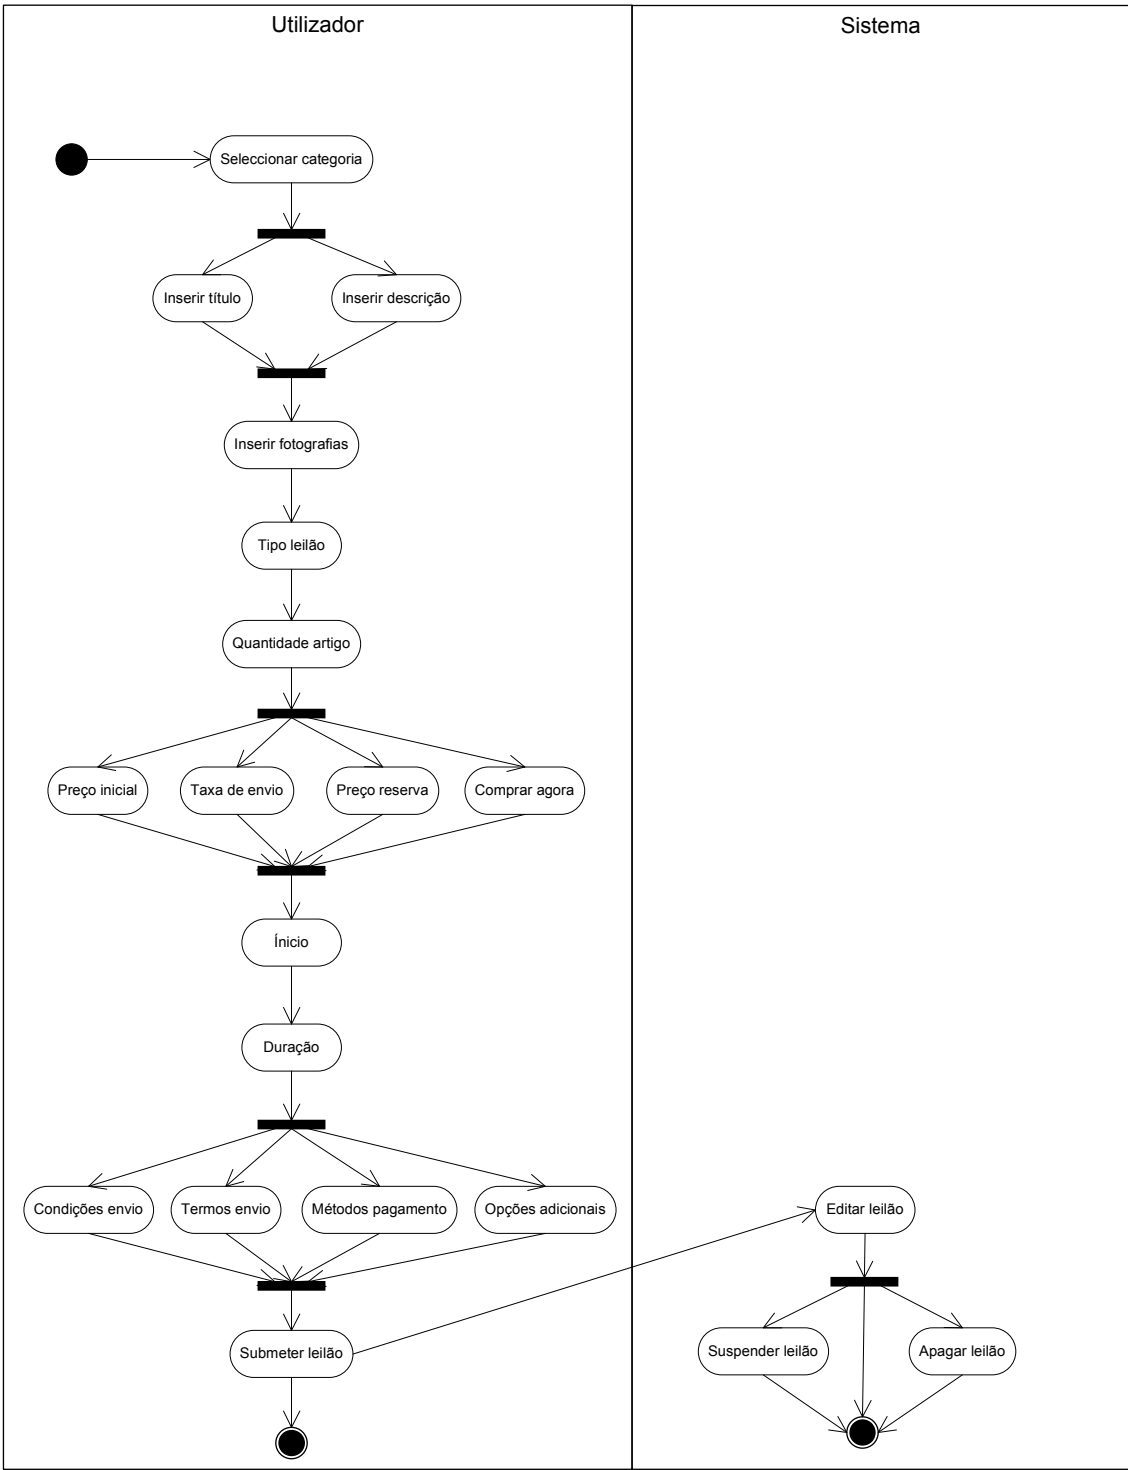 Utilizador
Sistema
Seleccionar categoria
Inserir título
Inserir descrição
Inserir fotografias
Tipo leilão
Quantidade artigo
Preço inicial
Taxa de envio
Preço reserva
Comprar agora
Ínicio
Duração
Condições envio
Termos envio
Métodos pagamento
Opções adicionais
Editar leilão
Submeter leilão
Suspender leilão
Apagar leilão